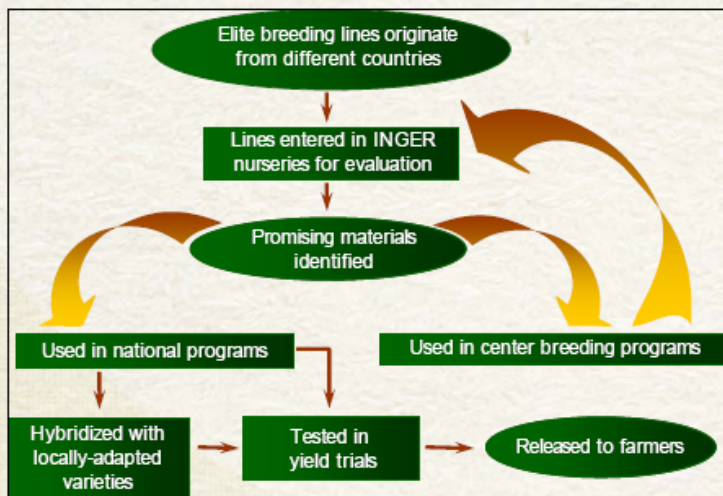 Elite breeding lines originate
from different countries
Lines entered in INGER
nurseries for evaluation
Promising materials
identified
Used in national programs
Used in center breeding programs
Hybridized with
locally-adapted
varieties
Tested in
yield trials
Released to farmers